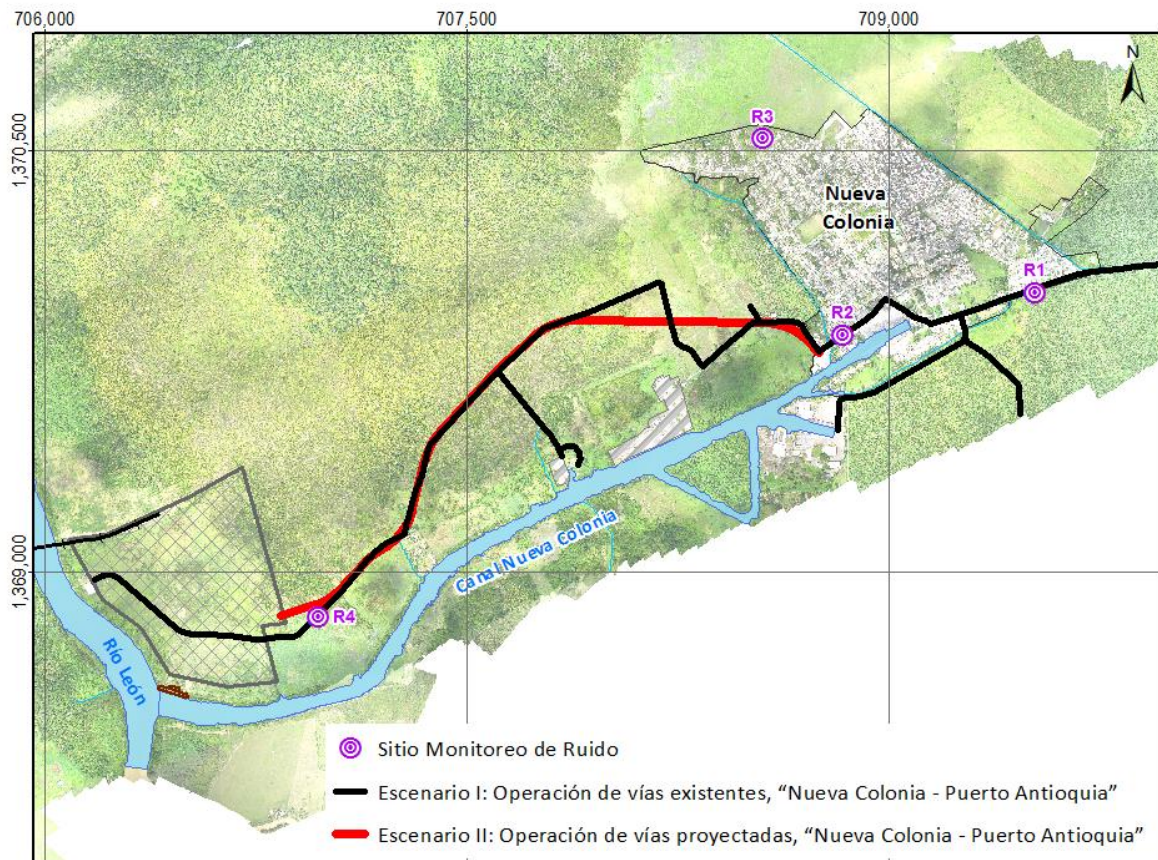 706,000
707,500
709,000
N
R3
1,370,500
Nueva
Colonia
R1
R2
1,369,000
Canal Nueva Colonia
R4
Río León
Sitio Monitoreo de Ruido
Escenario I: Operación de vías existentes, "Nueva Colonia - Puerto Antioquia"
Escenario II: Operación de vías proyectadas, "Nueva Colonia - Puerto Antioquia"